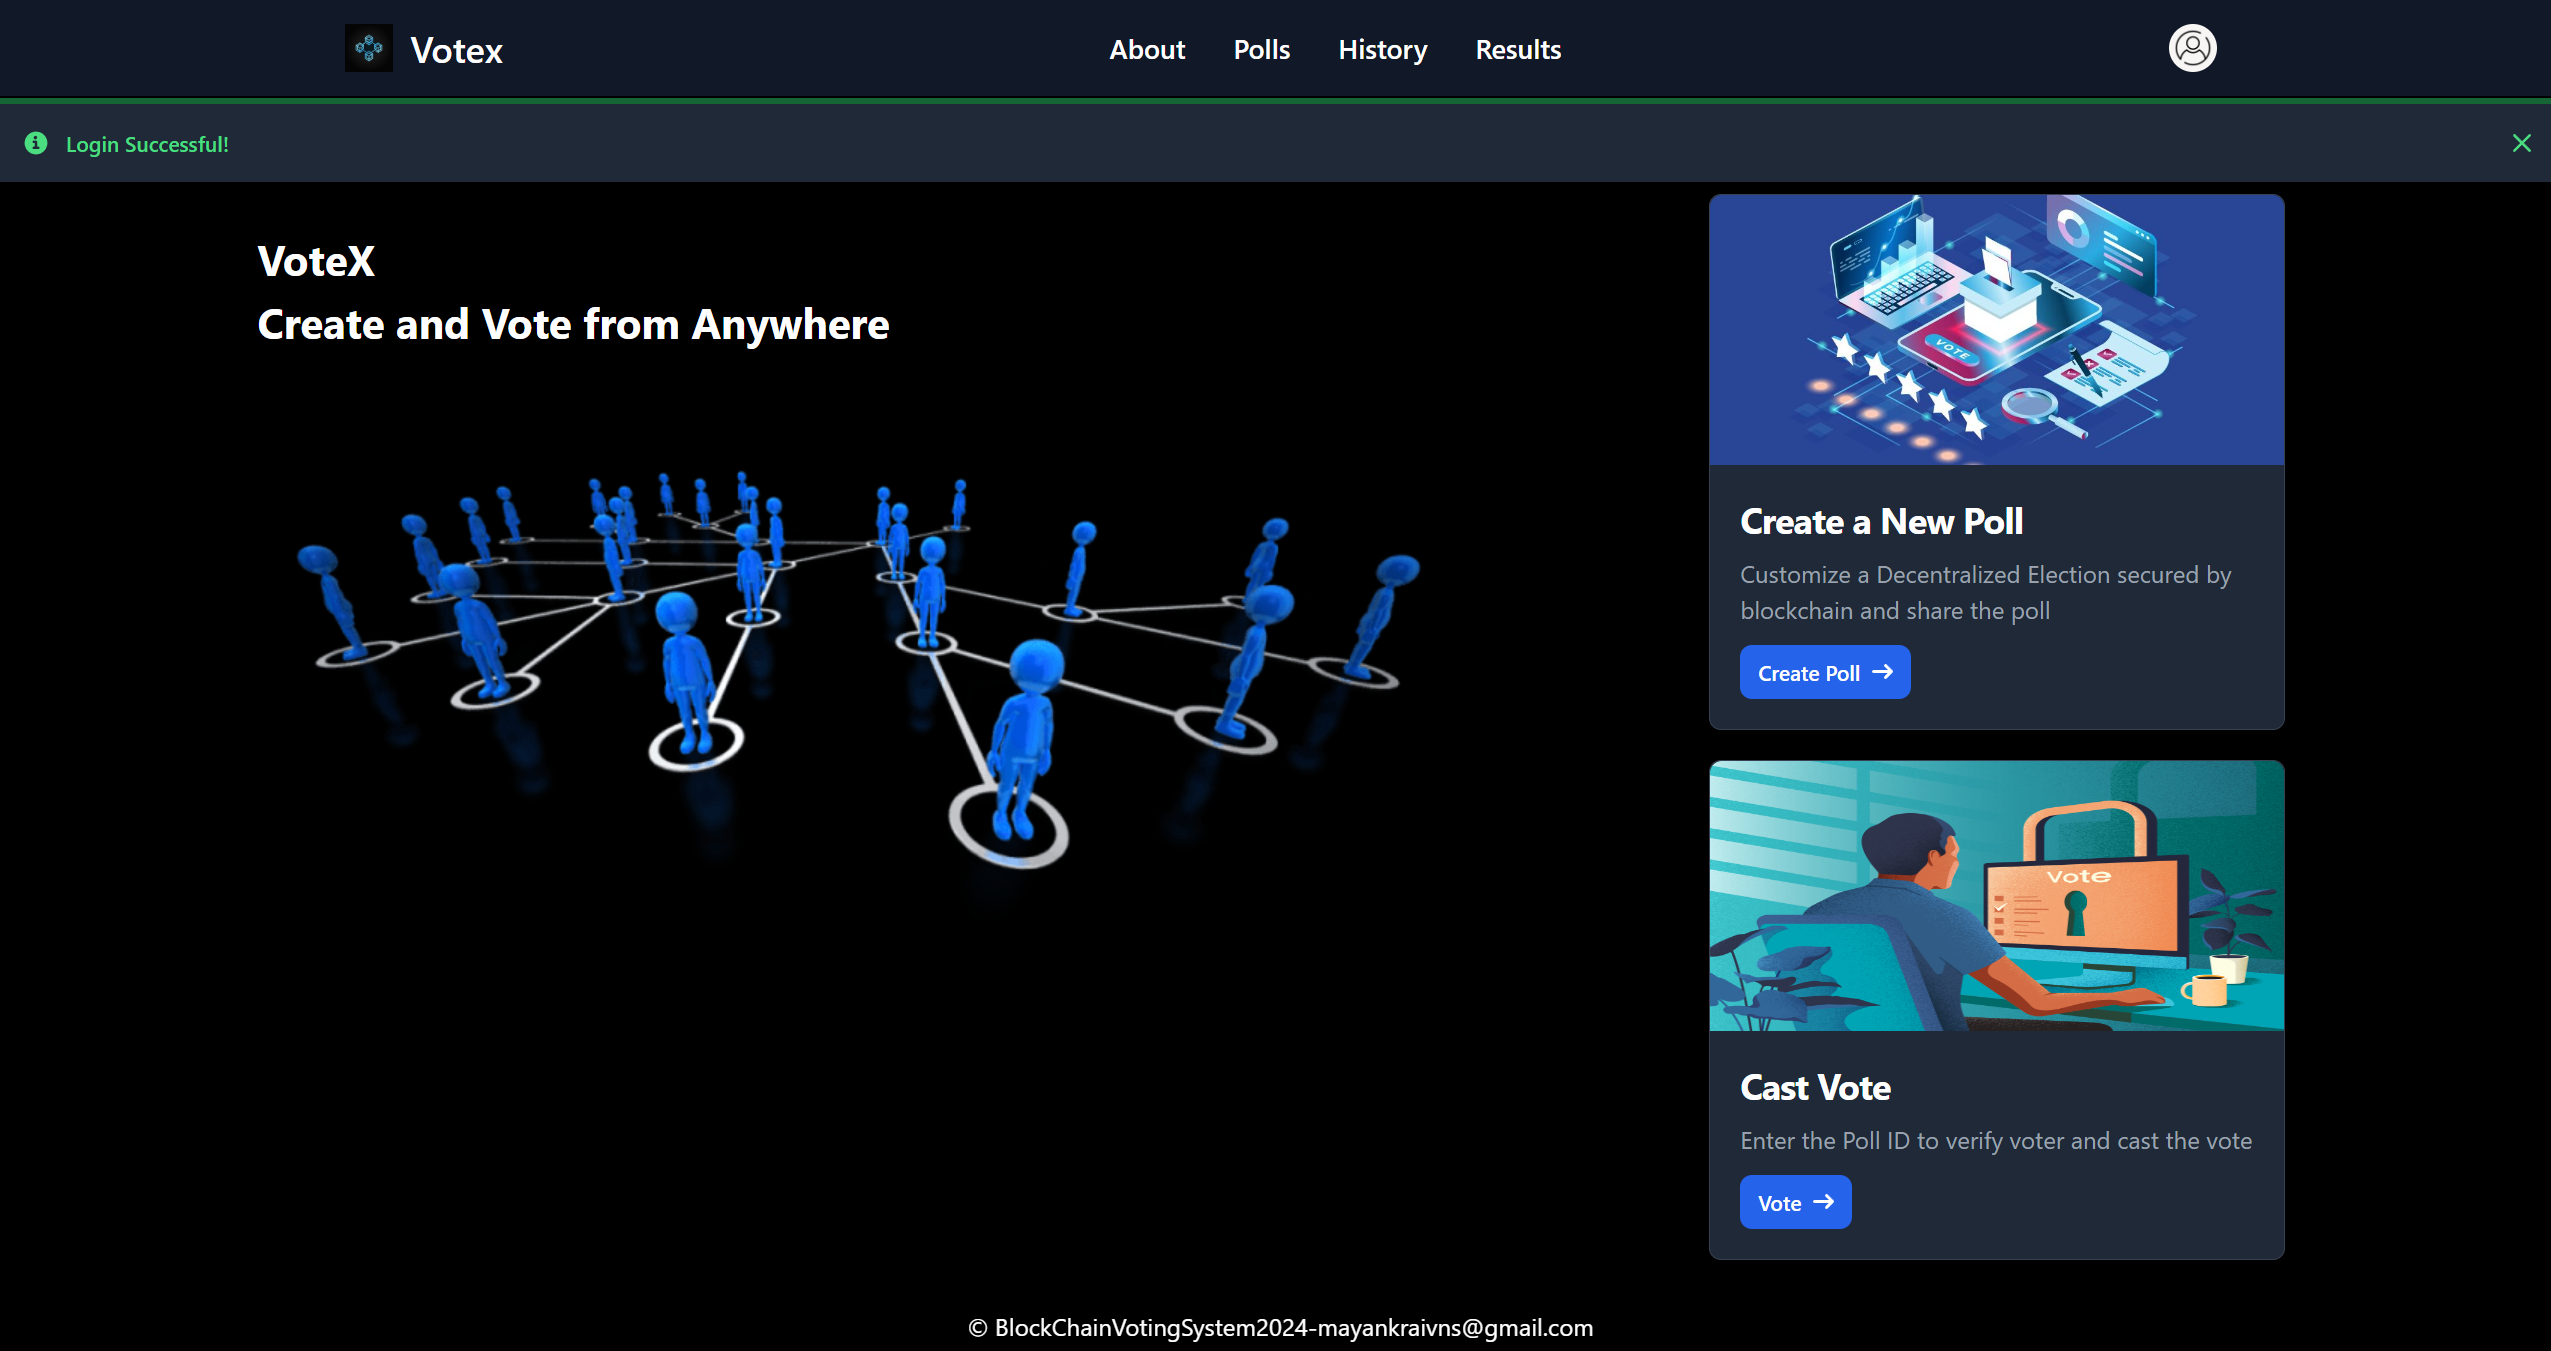 Votex
About
Polls
History
Results
Login Successful!
VoteX
Create and Vote from Anywhere
VOTE
Create a New Poll
Customize a Decentralized Election secured by
blockchain and share the poll
Create Poll
Vote
Cast Vote
Enter the Poll ID to verify voter and cast the vote
Vote
© BlockChainVotingSystem2024-mayankraivns@gmail.com